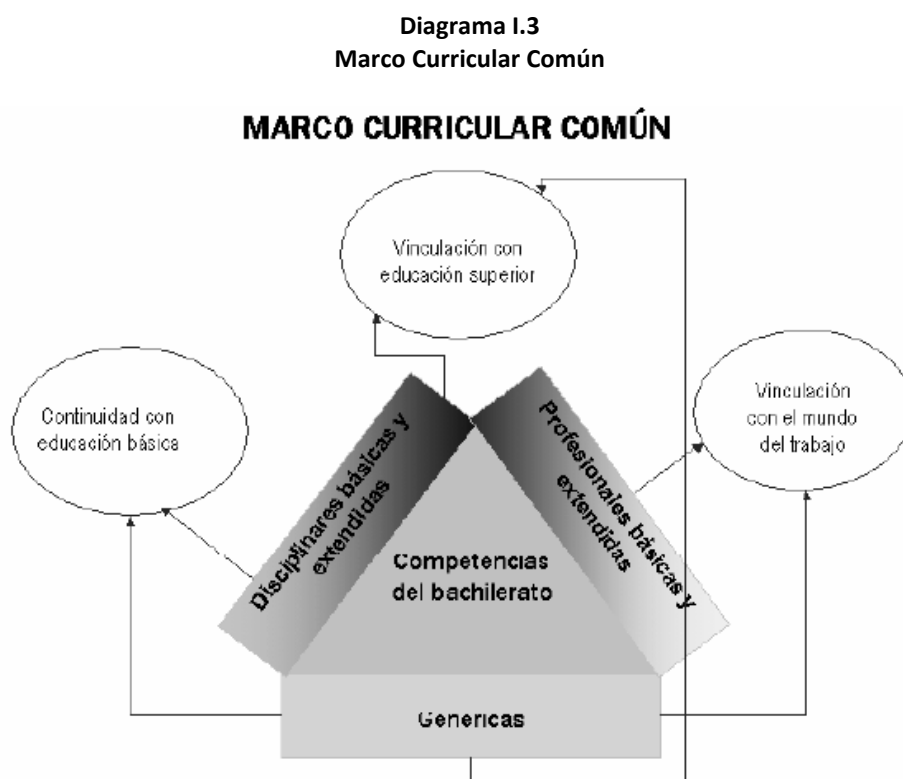 Diagrama I.3
Marco Curricular Común
MARCO CURRICULAR COMÚN
Vinculación con
educación superior
Continuidad con
educación básica
Vinculación
con el mundo
del trabajo
Disciplinares básicas y
extendidas
Profesionales básicas y
extendidas
Competencias
del bachilerato
Genéricas